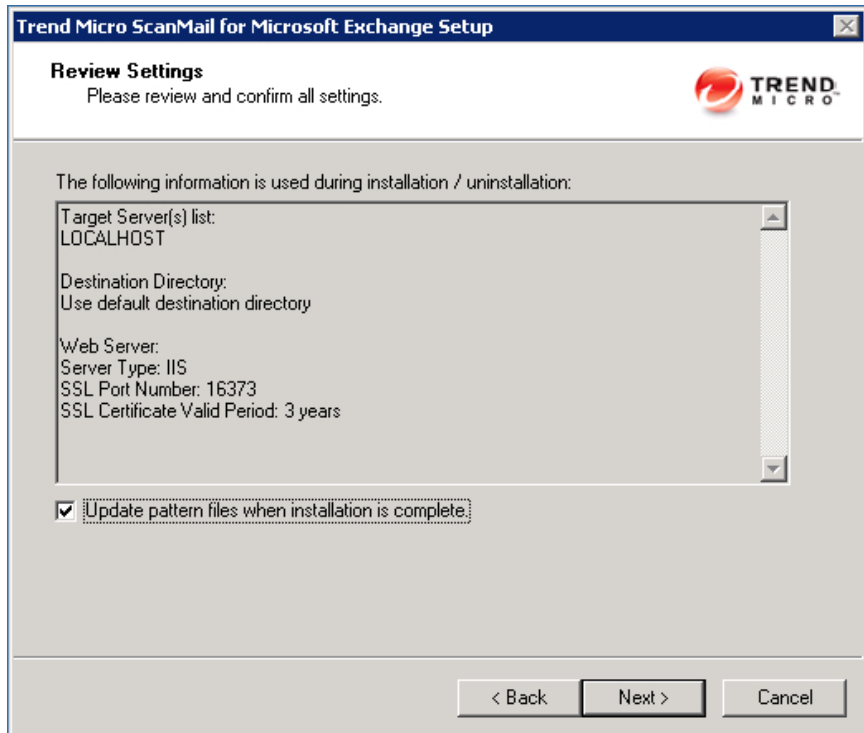 Trend Micro ScanMail for Microsoft Exchange Setup
Review Settings
Please review and confirm all settings.
TREND
MICRO™
The following information is used during installation / uninstallation:
Target Server(s) list:
LOCALHOST
Destination Directory:
Use default destination directory
Web Server:
Server Type: IIS
SSL Port Number: 16373
SSL Certificate Valid Period: 3 years
Update pattern files when installation is complete.
< Back
Next >
Cancel